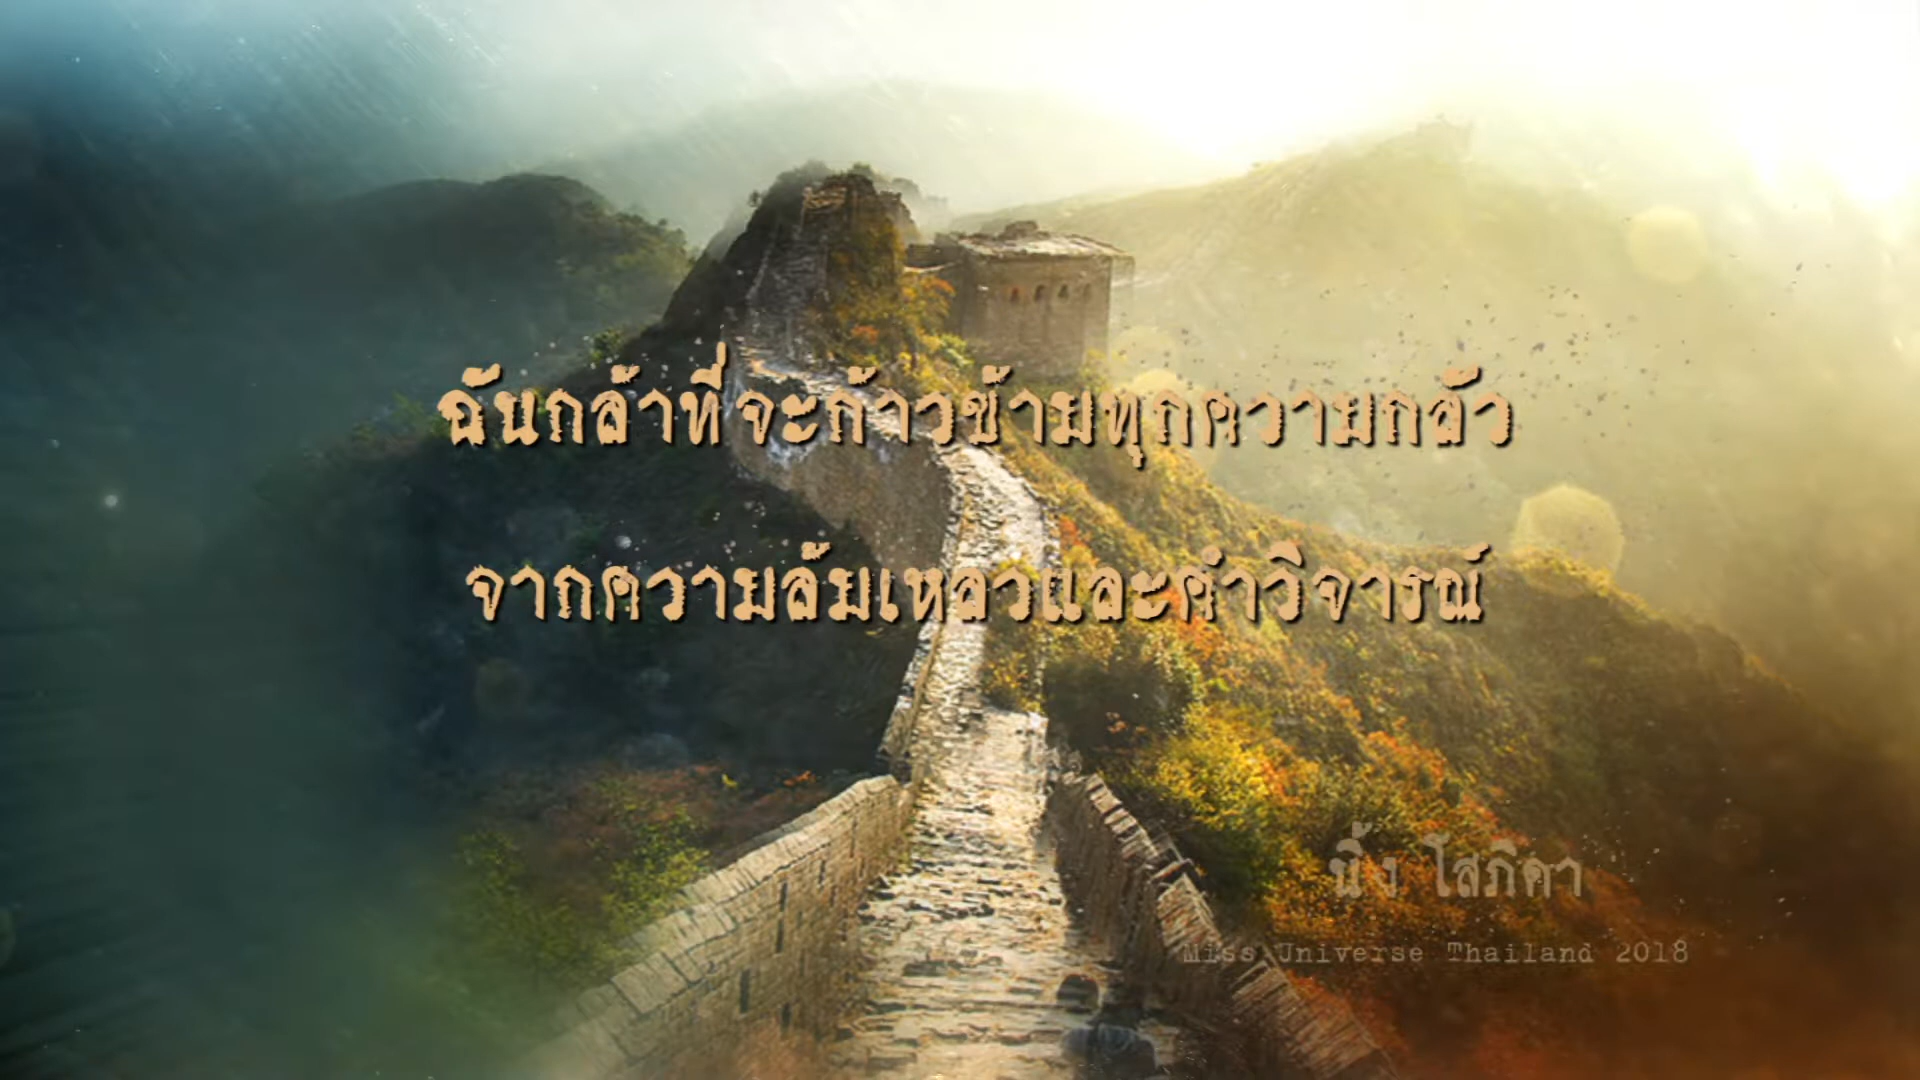 ฉันกล้าที่จะก้าวข้ามทุกความกลัว
จากความล้มเหลวและคำวิจารณ์
นิ้ง โสภิดา
Miss Universe Thailand 2018